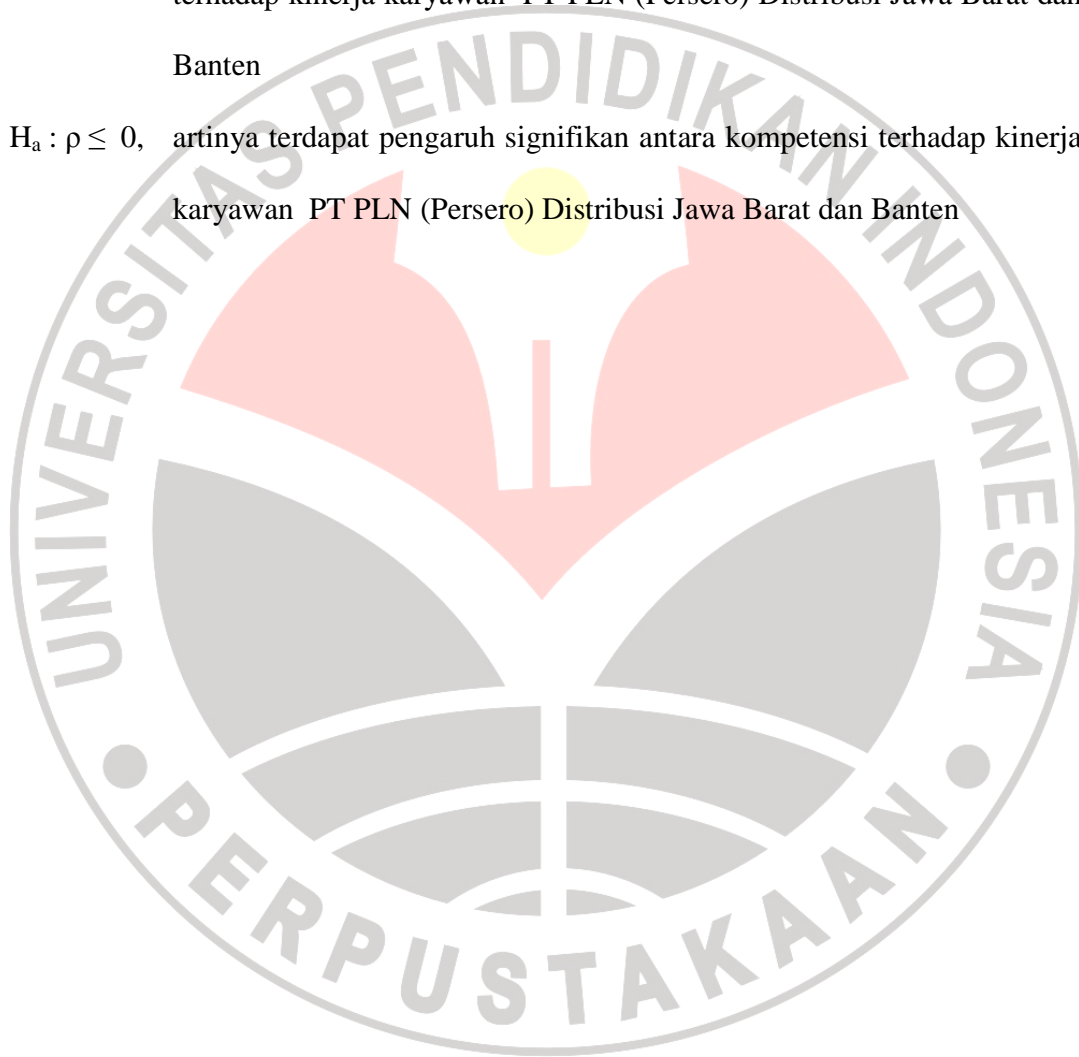 terhadap kinerja karyawan PT PLN (Persero) Distribusi Jawa Barat dan
Banten
Hₐ : ρ ≤ 0, artinya terdapat pengaruh signifikan antara kompetensi terhadap kinerja
karyawan PT PLN (Persero) Distribusi Jawa Barat dan Banten
UNIVERSITAS PENDIDIKAN INDONESIA
PERPUSTAKAAN